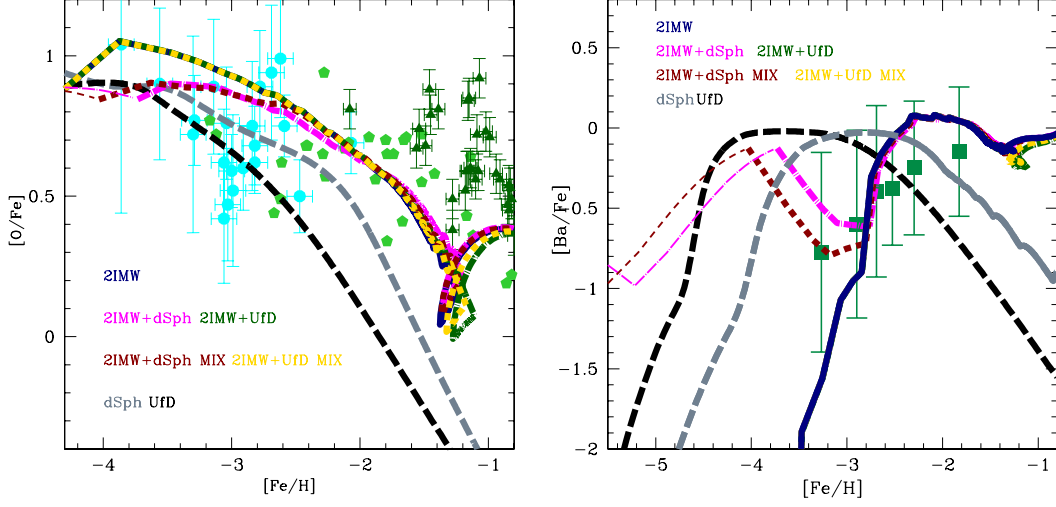 1
0.5
0
[O/Fe]
2IMW
2IMW+dSph 2IMW+UfD
2IMW+dSph MIX 2IMW+UfD MIX
dSph UfD
−4 −3 −2 −1
[Fe/H]
2IMW
2IMW+dSph 2IMW+UfD
2IMW+dSph MIX 2IMW+UfD MIX
dSph UfD
0.5
0
−0.5
−1
−1.5
−2
[Ba/Fe]
−5 −4 −3 −2 −1
[Fe/H]